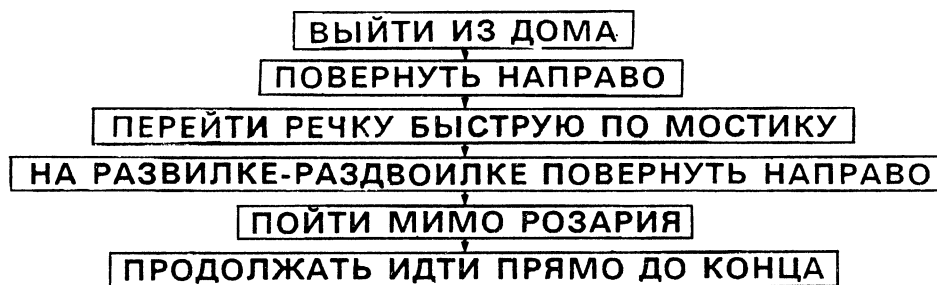 ВЫЙТИ ИЗ ДОМА
ПОВЕРНУТЬ НАПРАВО
ПЕРЕЙТИ РЕЧКУ БЫСТРУЮ ПО МОСТИКУ
НА РАЗВИЛКЕ-РАЗДВОИЛКЕ ПОВЕРНУТЬ НАПРАВО
ПОЙТИ МИМО РОЗАРИЯ
ПРОДОЛЖАТЬ ИДТИ ПРЯМО ДО КОНЦА